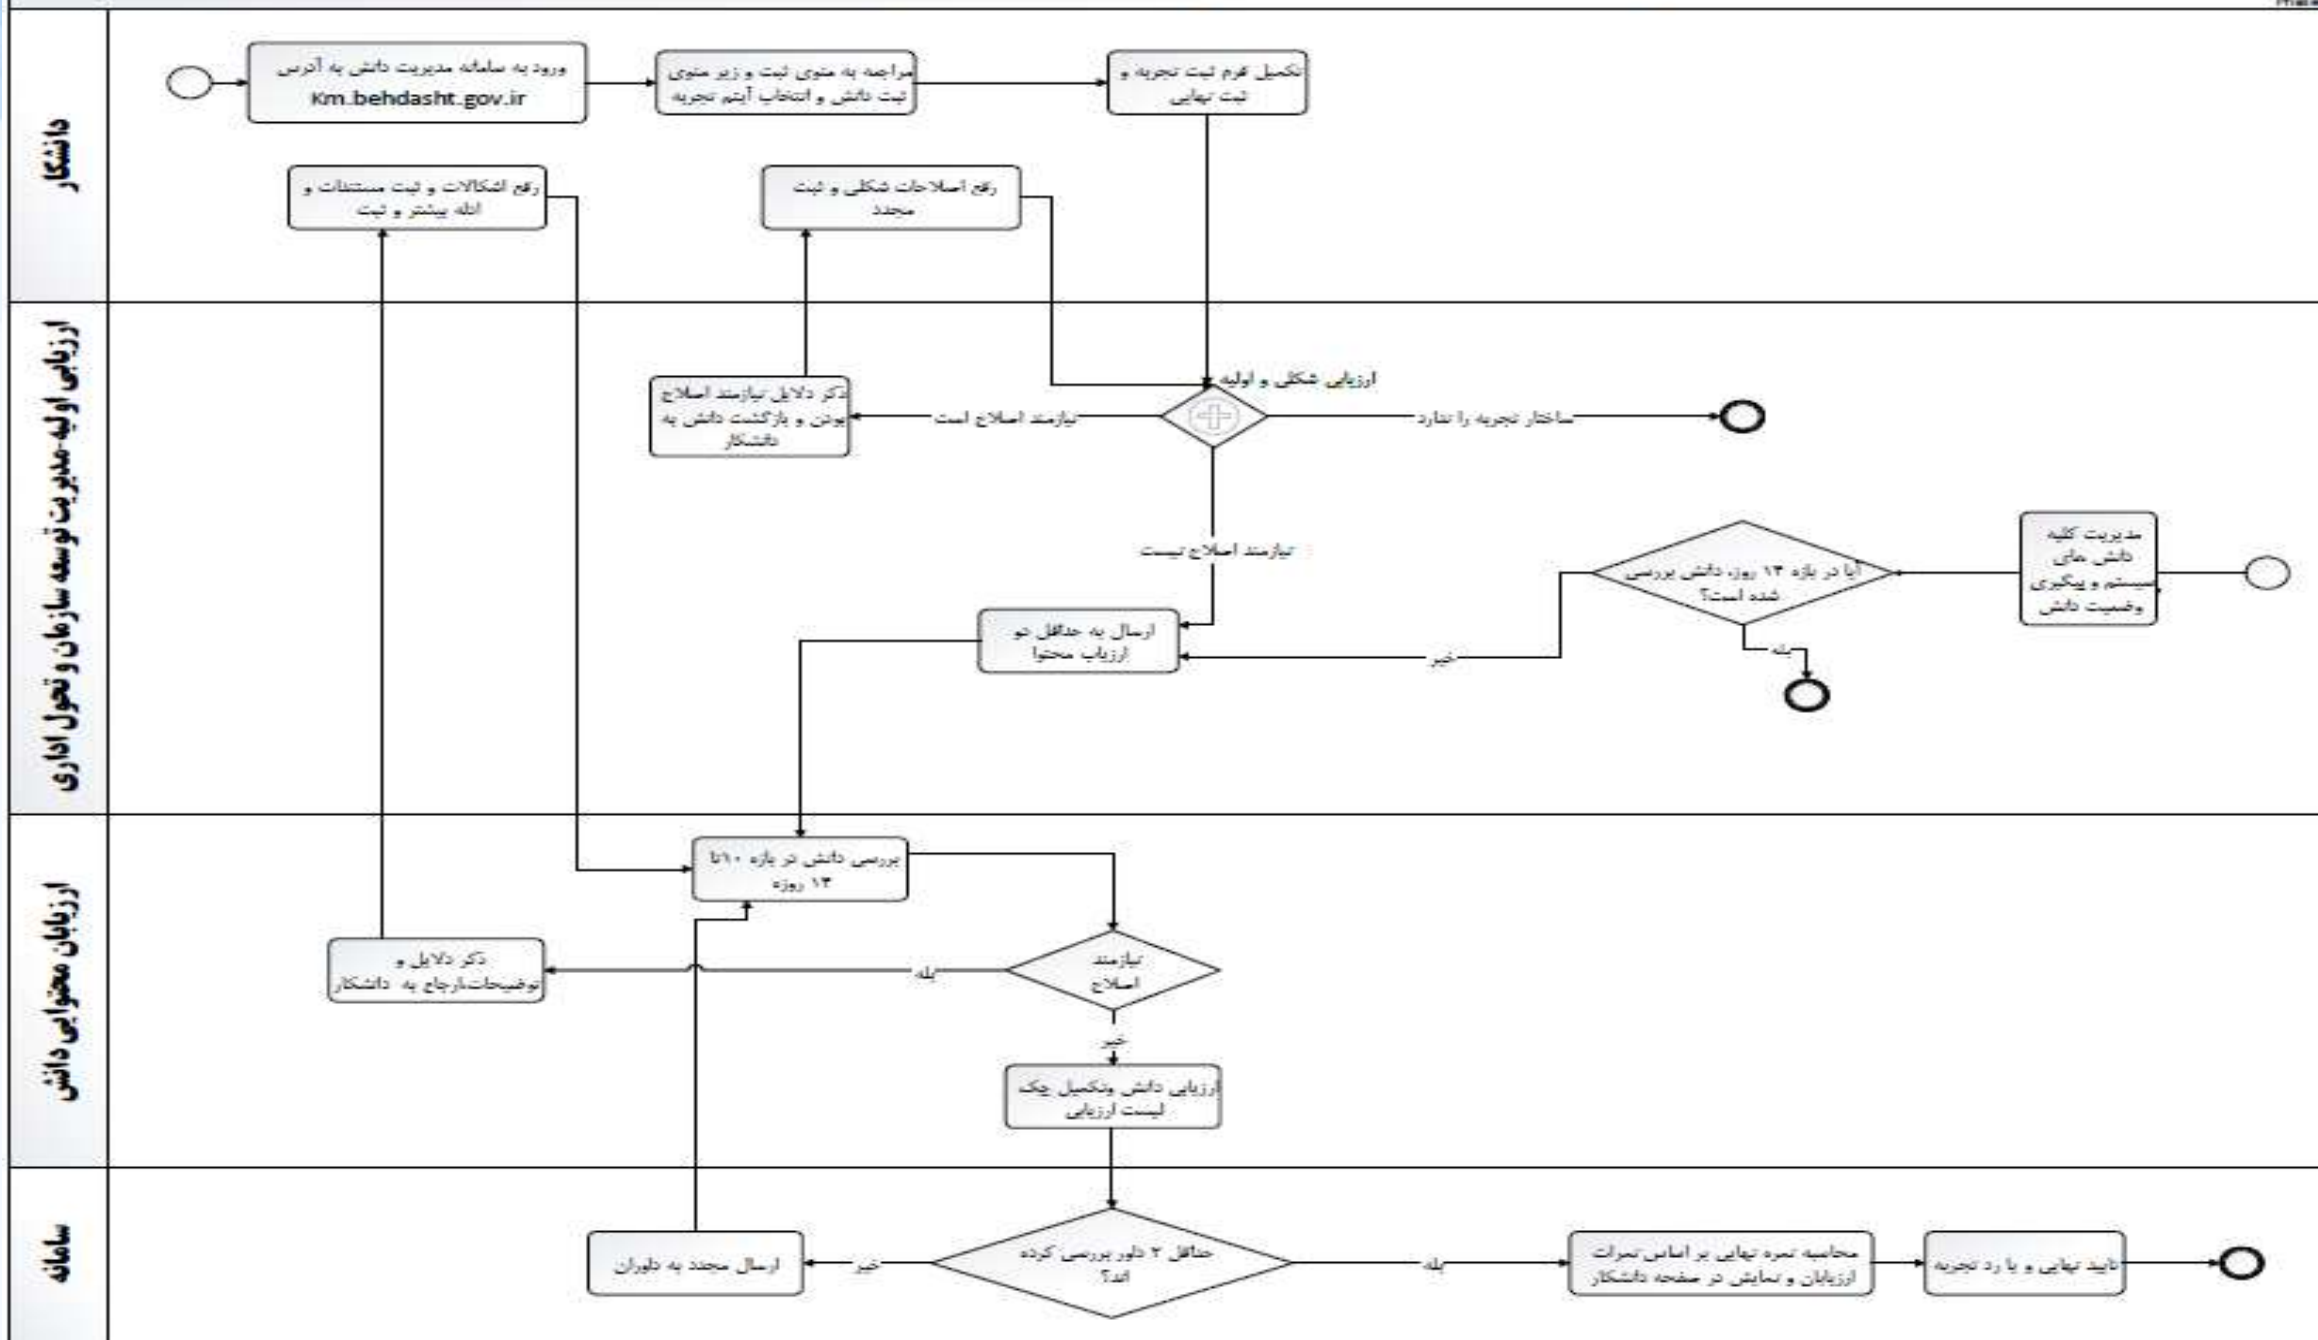 دانشکار
ورود به سامانه مدیریت دانش به آدرس
Km.behdasht.gov.ir
مراجعه به منوی ثبت و زیر منوی
ثبت دانش و انتخاب آیتم تجربه
تکمیل فرم ثبت تجربه و
ثبت نهایی
رفع اشکالات و ثبت مستندات و
ادله بیشتر و ثبت
رفع اصلاحات شکلی و ثبت
مجدد
ارزیابی اولیه-مدیریت توسعه سازمان و تحول اداری
ارزیابی شکلی و اولیه
ذکر دلایل نیازمند اصلاح
بودن و بازگشت دانش به
دانشکار
نیازمند اصلاح است
ساختار تجربه را ندارد
نیازمند اصلاح نیست
مدیریت کلیه
دانش های
سیستم و پیگیری
وضعیت دانش
آیا در بازه ۱۴ روز، دانش بررسی
شده است؟
بله
خیر
ارسال به حداقل دو
ارزیاب محتوا
ارزیابان محتوایی دانش
بررسی دانش در بازه ۱۰تا
۱۴ روزه
نیازمند
اصلاح
بله
ذکر دلایل و
توضیحات،ارجاع به دانشکار
خیر
ارزیابی دانش وتکمیل چک
لیست ارزیابی
سامانه
حداقل ۲ داور بررسی کرده
اند؟
خیر
ارسال مجدد به داوران
بله
محاسبه نمره نهایی بر اساس نمرات
ارزیابان و نمایش در صفحه دانشکار
تایید نهایی و یا رد تجربه